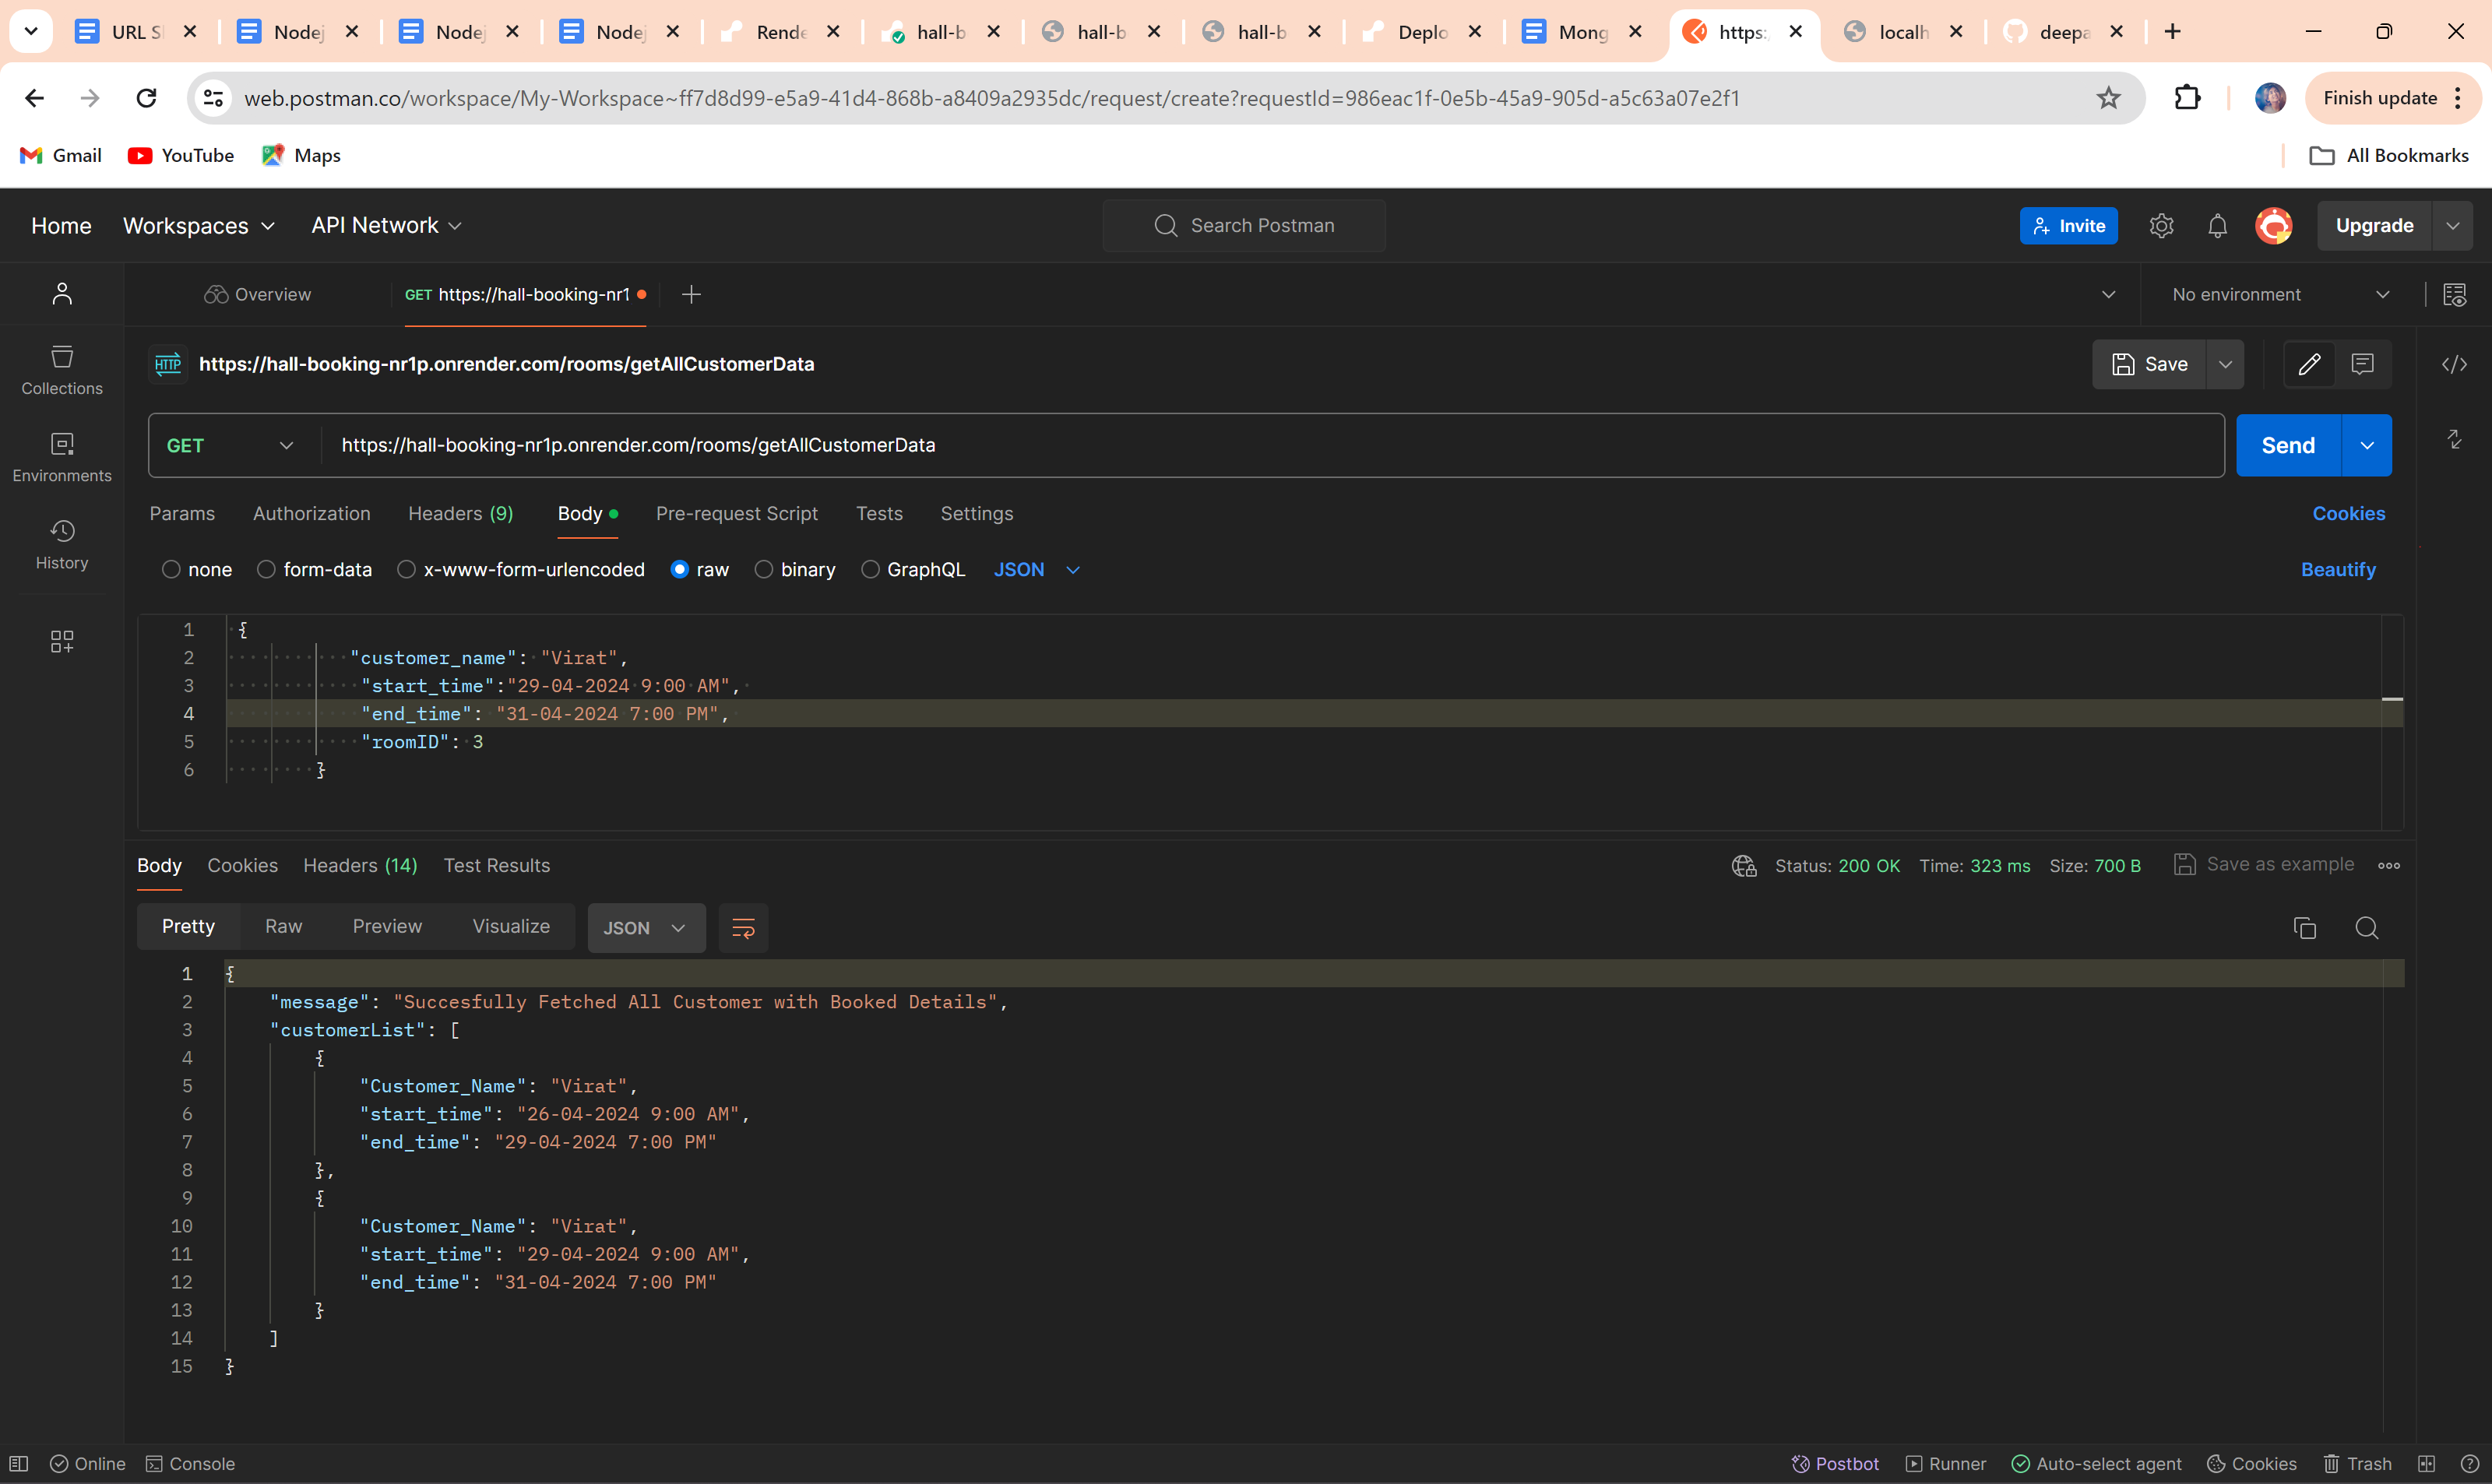 URL S
Nodej
Nodej
Nodej
Rende
hall-b
hall-b
hall-b
Deplo
Mong
https:
localh
deepa
web.postman.co/workspace/My-Workspace~ff7d8d99-e5a9-41d4-868b-a8409a2935dc/request/create?requestId=986eac1f-0e5b-45a9-905d-a5c63a07e2f1
Finish update
Gmail
YouTube
Maps
All Bookmarks
Home
Workspaces
API Network
Search Postman
Invite
Upgrade
Overview
GET https://hall-booking-nr1
No environment
Collections
Environments
History
HTTP
https://hall-booking-nr1p.onrender.com/rooms/getAllCustomerData
Save
GET
https://hall-booking-nr1p.onrender.com/rooms/getAllCustomerData
Send
Params
Authorization
Headers (9)
Body
Pre-request Script
Tests
Settings
Cookies
none
form-data
x-www-form-urlencoded
raw
binary
GraphQL
JSON
Beautify
1 {
2 "customer_name": "Virat",
3 "start_time":"29-04-2024 9:00 AM",
4 "end_time": "31-04-2024 7:00 PM",
5 "roomID": 3
6 }
Body
Cookies
Headers (14)
Test Results
Status: 200 OK
Time: 323 ms
Size: 700 B
Save as example
Pretty
Raw
Preview
Visualize
JSON
1 {
2 "message": "Succesfully Fetched All Customer with Booked Details",
3 "customerList": [
4 {
5 "Customer_Name": "Virat",
6 "start_time": "26-04-2024 9:00 AM",
7 "end_time": "29-04-2024 7:00 PM"
8 },
9 {
10 "Customer_Name": "Virat",
11 "start_time": "29-04-2024 9:00 AM",
12 "end_time": "31-04-2024 7:00 PM"
13 }
14 ]
15 }
Online
Console
Postbot
Runner
Auto-select agent
Cookies
Trash